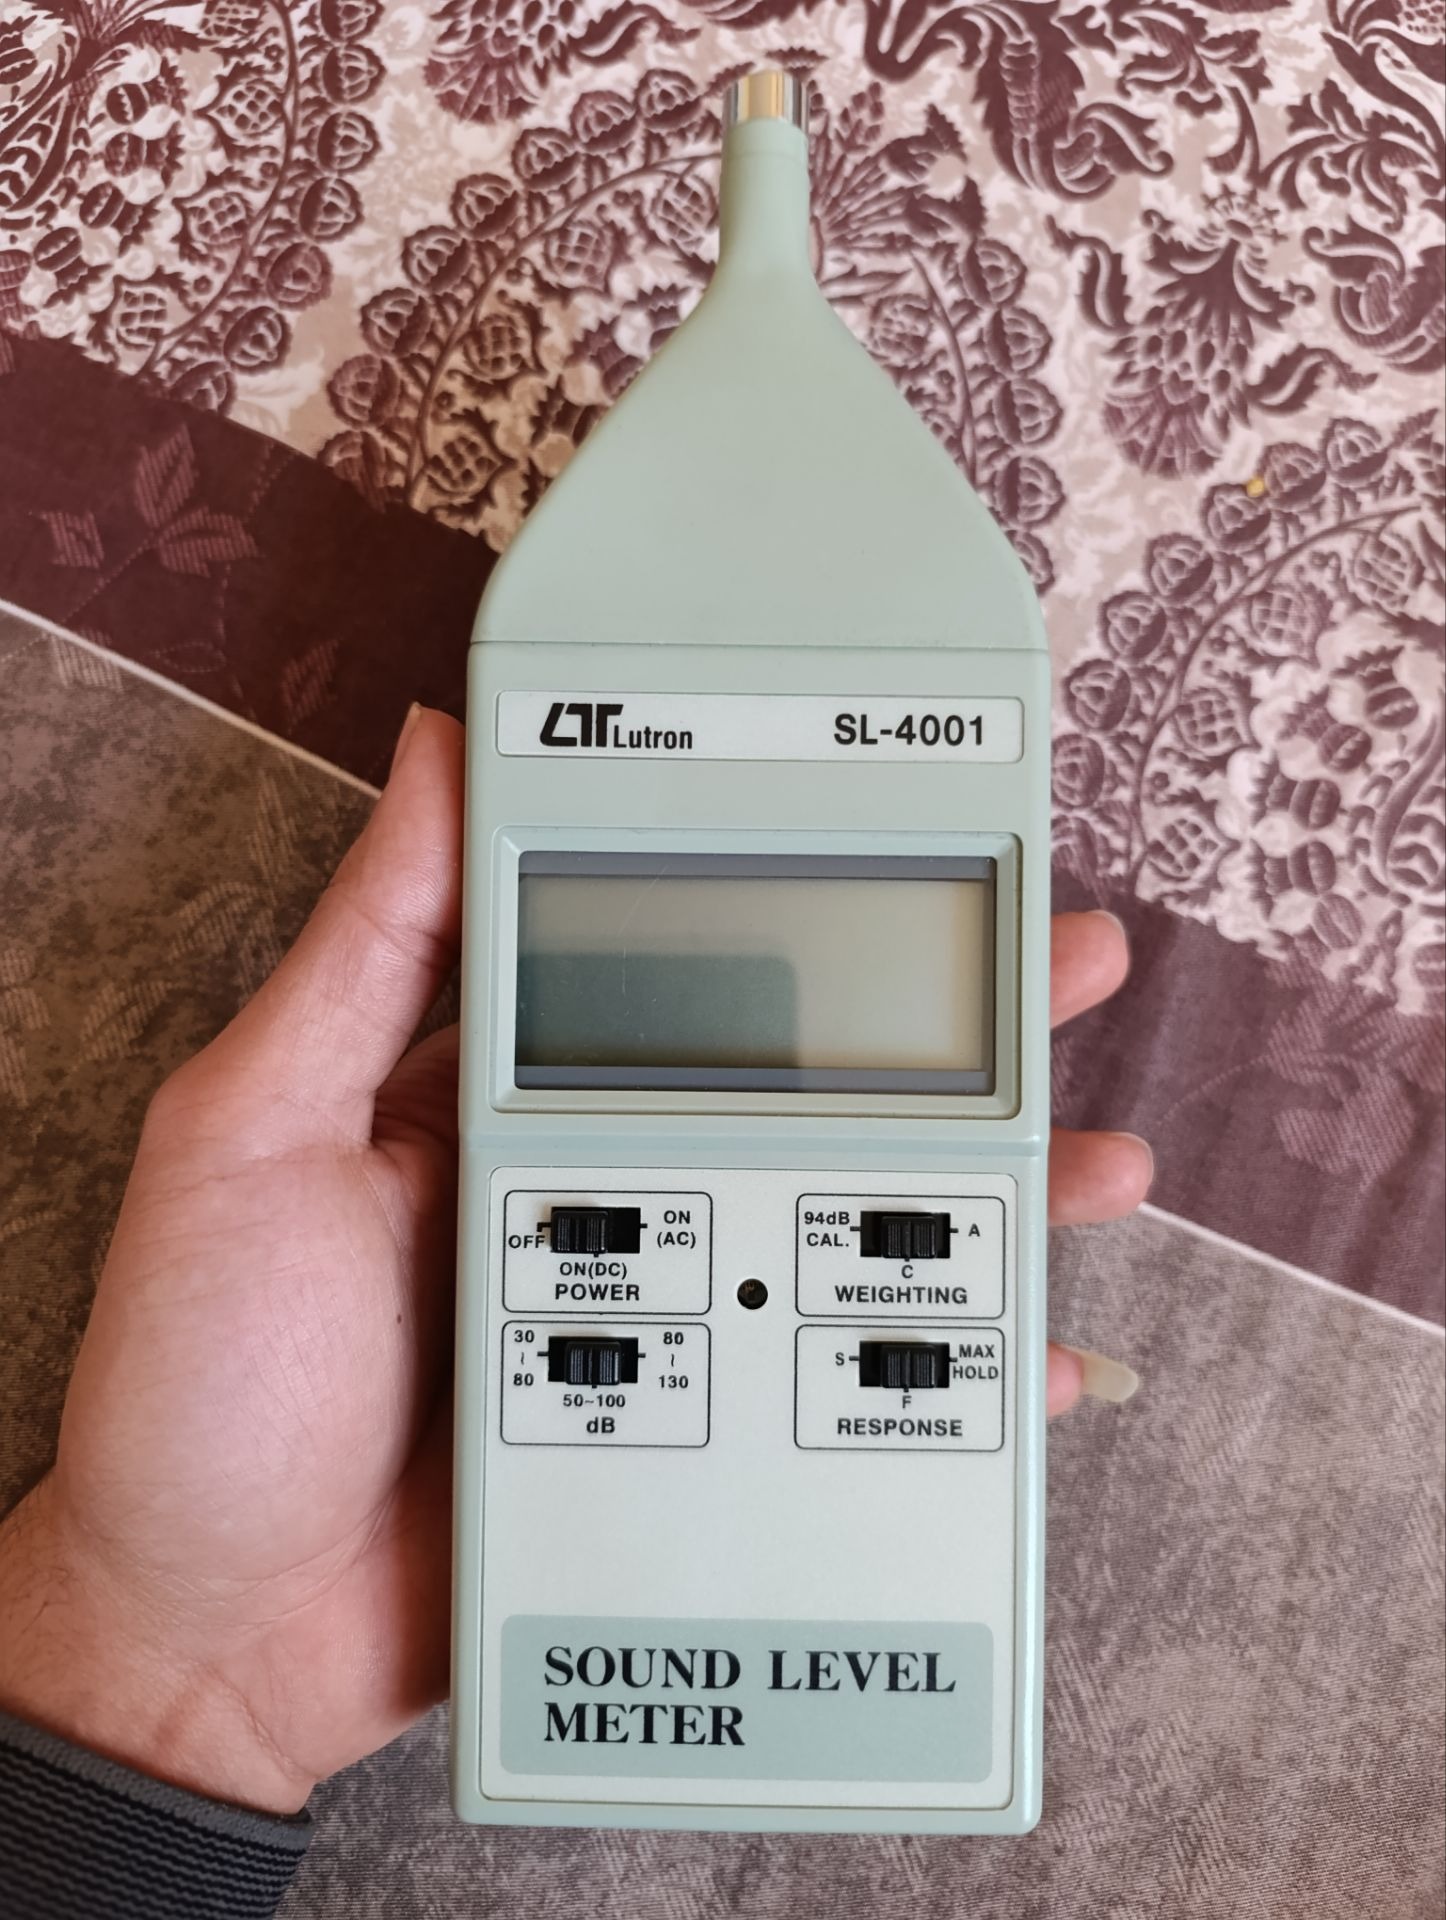 LT Lutron SL-4001
OFF
ON
(AC)
ON(DC)
POWER
94dB
CAL.
A
C
WEIGHTING
30
~
80
80
~
130
50~100
dB
S
MAX
HOLD
F
RESPONSE
SOUND LEVEL
METER